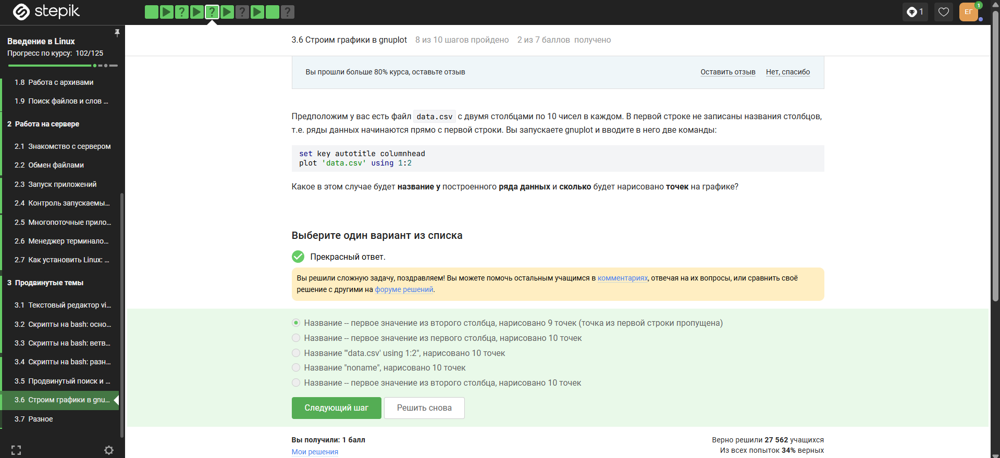 stepik
? ? ? ?
1
ЕГ
1
Введение в Linux
Прогресс по курсу: 102/125
1.8 Работа с архивами
1.9 Поиск файлов и слов ...
2 Работа на сервере
2.1 Знакомство с сервером
2.2 Обмен файлами
2.3 Запуск приложений
2.4 Контроль запускаемы...
2.5 Многопоточные прило...
2.6 Менеджер терминало...
2.7 Как установить Linux: ...
3 Продвинутые темы
3.1 Текстовый редактор vi...
3.2 Скрипты на bash: осно...
3.3 Скрипты на bash: ветв...
3.4 Скрипты на bash: разн...
3.5 Продвинутый поиск и ...
3.6 Строим графики в gnu...
3.7 Разное
3.6 Строим графики в gnuplot 8 из 10 шагов пройдено 2 из 7 баллов получено
Вы прошли больше 80% курса, оставьте отзыв Оставить отзыв Нет, спасибо
Предположим у вас есть файл data.csv с двумя столбцами по 10 чисел в каждом. В первой строке не записаны названия столбцов,
т.е. ряды данных начинаются прямо с первой строки. Вы запускаете gnuplot и вводите в него две команды:
set key autotitle columnhead
plot 'data.csv' using 1:2
Какое в этом случае будет название у построенного ряда данных и сколько будет нарисовано точек на графике?
Выберите один вариант из списка
Прекрасный ответ.
Вы решили сложную задачу, поздравляем! Вы можете помочь остальным учащимся в комментариях, отвечая на их вопросы, или сравнить своё
решение с другими на форуме решений.
Название -- первое значение из второго столбца, нарисовано 9 точек (точка из первой строки пропущена)
Название -- первое значение из первого столбца, нарисовано 10 точек
Название "'data.csv' using 1:2", нарисовано 10 точек
Название "noname", нарисовано 10 точек
Название -- первое значение из второго столбца, нарисовано 10 точек
Следующий шаг Решить снова
Вы получили: 1 балл
Мои решения
Верно решили 27 562 учащихся
Из всех попыток 34% верных